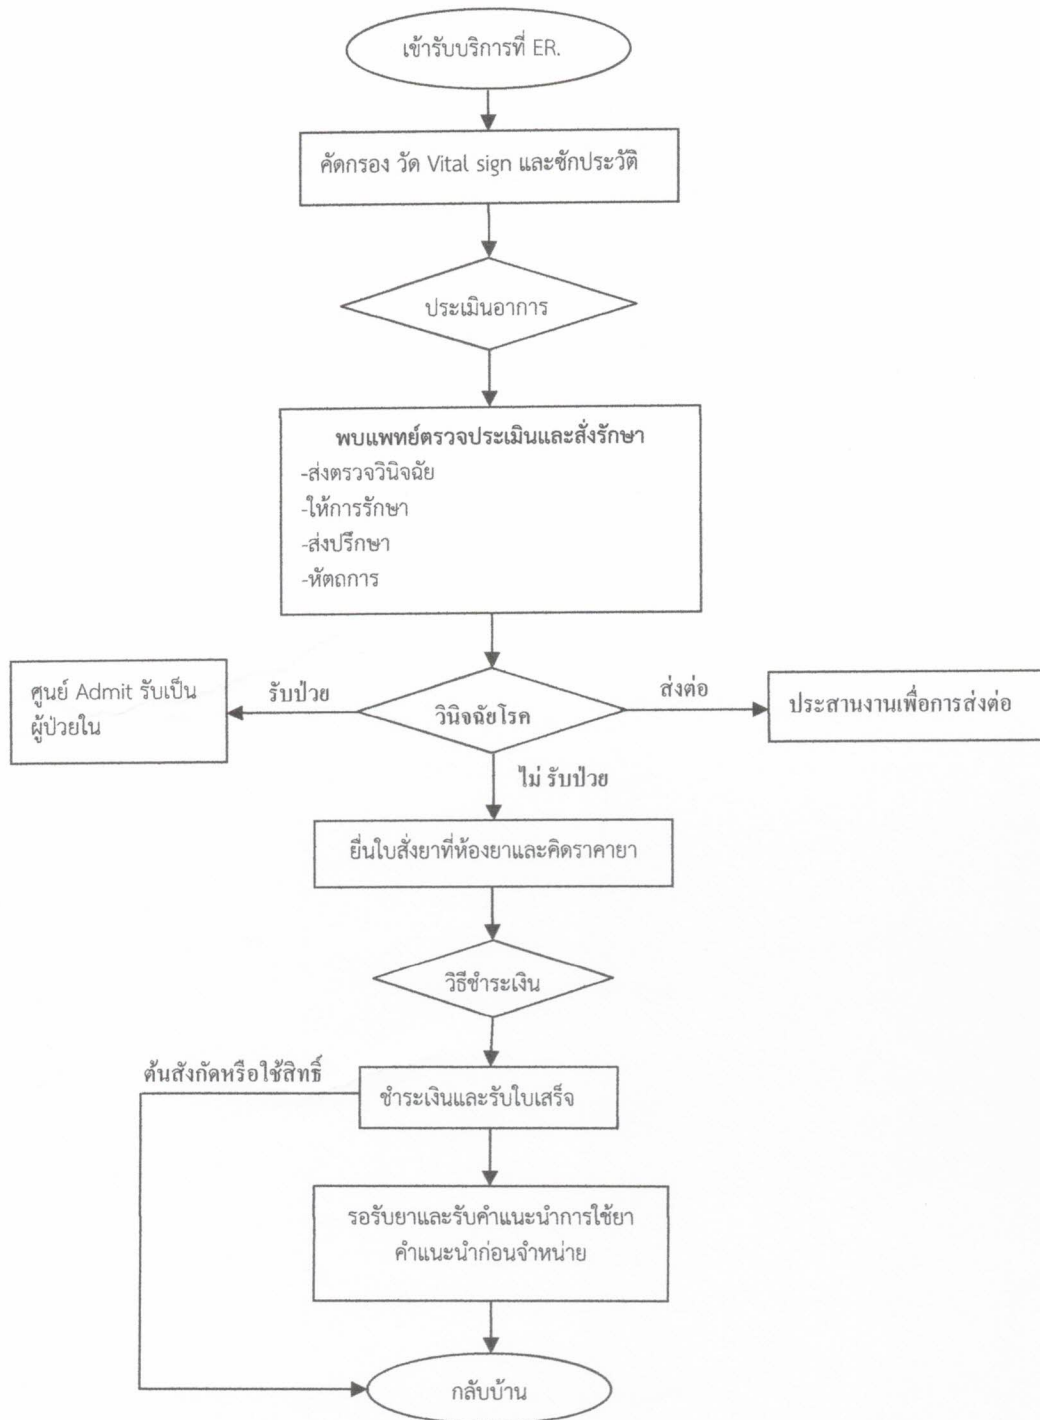 เข้ารับบริการที่ ER.
คัดกรอง วัด Vital sign และซักประวัติ
ประเมินอาการ
พบแพทย์ตรวจประเมินและสั่งรักษา
-ส่งตรวจวินิจฉัย
-ให้การรักษา
-ส่งปรึกษา
-หัตถการ
ศูนย์ Admit รับเป็น
ผู้ป่วยใน
รับป่วย
วินิจฉัยโรค
ส่งต่อ
ประสานงานเพื่อการส่งต่อ
ไม่ รับป่วย
ยื่นใบสั่งยาที่ห้องยาและคิดราคายา
วิธีชำระเงิน
ต้นสังกัดหรือใช้สิทธิ์
ชำระเงินและรับใบเสร็จ
รอรับยาและรับคำแนะนำการใช้ยา
คำแนะนำก่อนจำหน่าย
กลับบ้าน